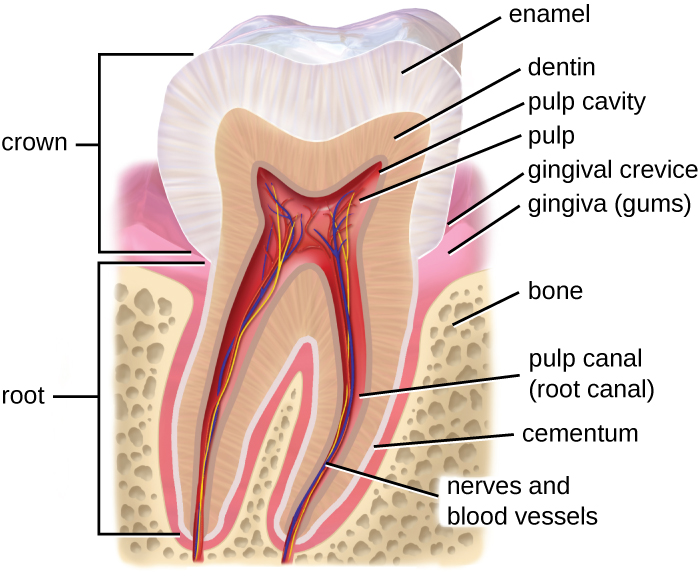 enamel
dentin
pulp cavity
pulp
gingival crevice
gingiva (gums)
bone
pulp canal
(root canal)
cementum
nerves and
blood vessels
crown
root